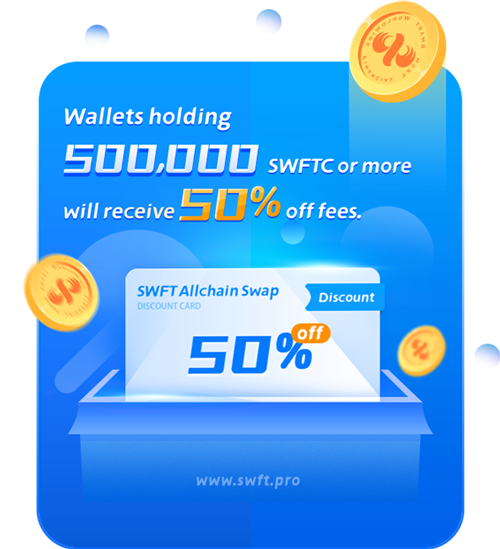 Wallets holding
500,000 SWFTC or more
will receive 50% off fees.
SWFT Allchain Swap
DISCOUNT CARD
Discount
50% off
www.swft.pro